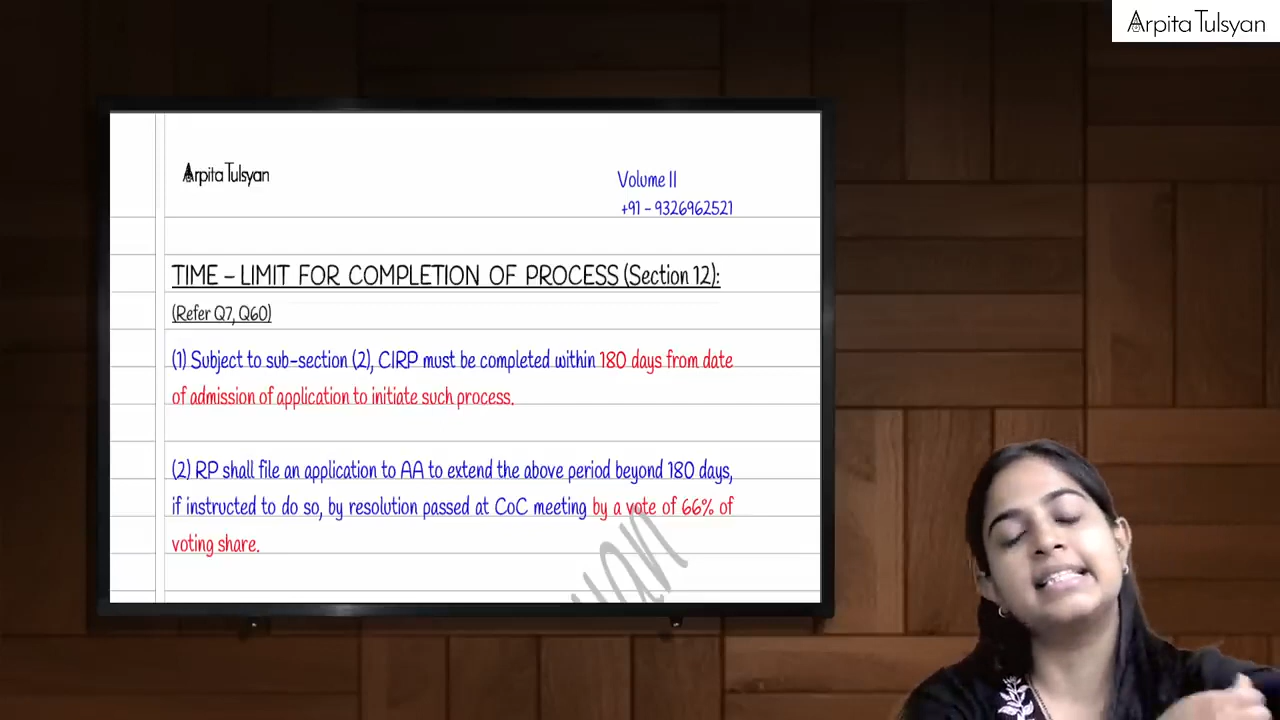 Arpita Tulsyan
Arpita Tulsyan
Volume II
+91 - 9326962521
TIME - LIMIT FOR COMPLETION OF PROCESS (Section 12):
(Refer Q7, Q60)
(1) Subject to sub-section (2), CIRP must be completed within 180 days from date
of admission of application to initiate such process.
(2) RP shall file an application to AA to extend the above period beyond 180 days,
if instructed to do so, by resolution passed at CoC meeting by a vote of 66% of
voting share.